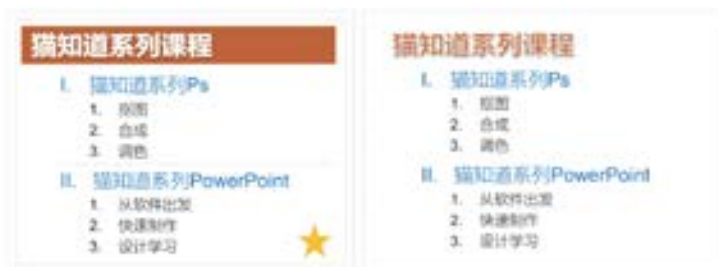 猫知道系列课程
I. 猫知道系列Ps
1. 抠图
2. 合成
3. 调色
II. 猫知道系列PowerPoint
1. 从软件出发
2. 快速制作
3. 设计学习
猫知道系列课程
I. 猫知道系列Ps
1. 抠图
2. 合成
3. 调色
II. 猫知道系列PowerPoint
1. 从软件出发
2. 快速制作
3. 设计学习